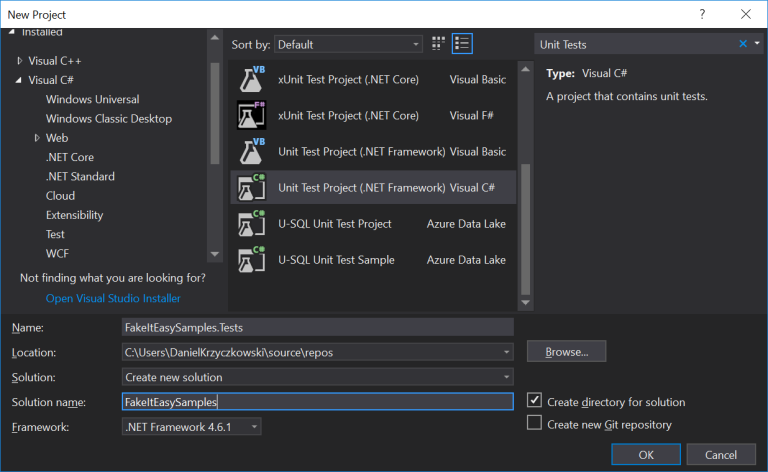 New Project
Installed
Visual C++
Visual C#
Windows Universal
Windows Classic Desktop
Web
.NET Core
.NET Standard
Cloud
Extensibility
Test
WCF
Not finding what you are looking for?
Open Visual Studio Installer
Sort by: Default
xUnit Test Project (.NET Core) Visual Basic
xUnit Test Project (.NET Core) Visual F#
Unit Test Project (.NET Framework) Visual Basic
Unit Test Project (.NET Framework) Visual C#
U-SQL Unit Test Project Azure Data Lake
U-SQL Unit Test Sample Azure Data Lake
VB
F#
VB
C#
C#
C#
Unit Tests
Type: Visual C#
A project that contains unit tests.
Name: FakeItEasySamples.Tests
Location: C:\Users\DanielKrzyczkowski\source\repos
Browse...
Solution: Create new solution
Solution name: FakeItEasySamples
Create directory for solution
Framework: .NET Framework 4.6.1
Create new Git repository
OK Cancel